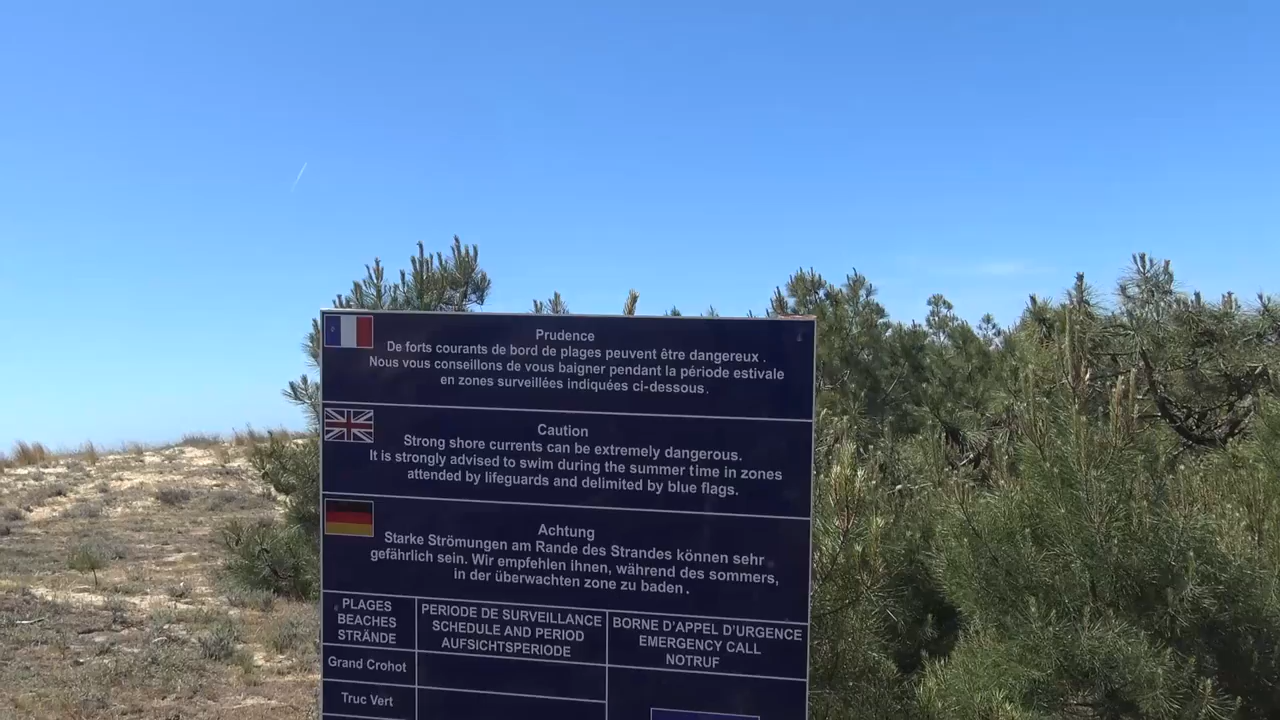 Prudence
De forts courants de bord de plages peuvent être dangereux .
Nous vous conseillons de vous baigner pendant la période estivale
en zones surveillées indiquées ci-dessous.
Caution
Strong shore currents can be extremely dangerous.
It is strongly advised to swim during the summer time in zones
attended by lifeguards and delimited by blue flags.
Achtung
Starke Strömungen am Rande des Strandes können sehr
gefährlich sein. Wir empfehlen ihnen, während des sommers,
in der überwachten zone zu baden.
PLAGES
BEACHES
STRÄNDE
PERIODE DE SURVEILLANCE
SCHEDULE AND PERIOD
AUFSICHTSPERIODE
BORNE D'APPEL D'URGENCE
EMERGENCY CALL
NOTRUF
Grand Crohot
Truc Vert